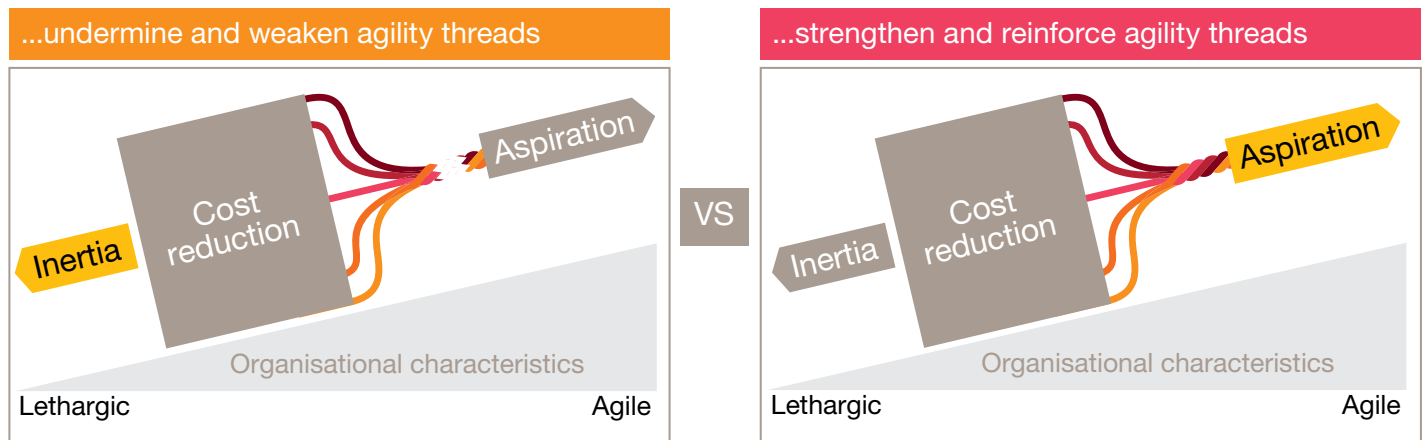 ...undermine and weaken agility threads
Aspiration
Cost
reduction
Inertia
Organisational characteristics
Lethargic
Agile
VS
...strengthen and reinforce agility threads
Aspiration
Cost
reduction
Inertia
Organisational characteristics
Lethargic
Agile